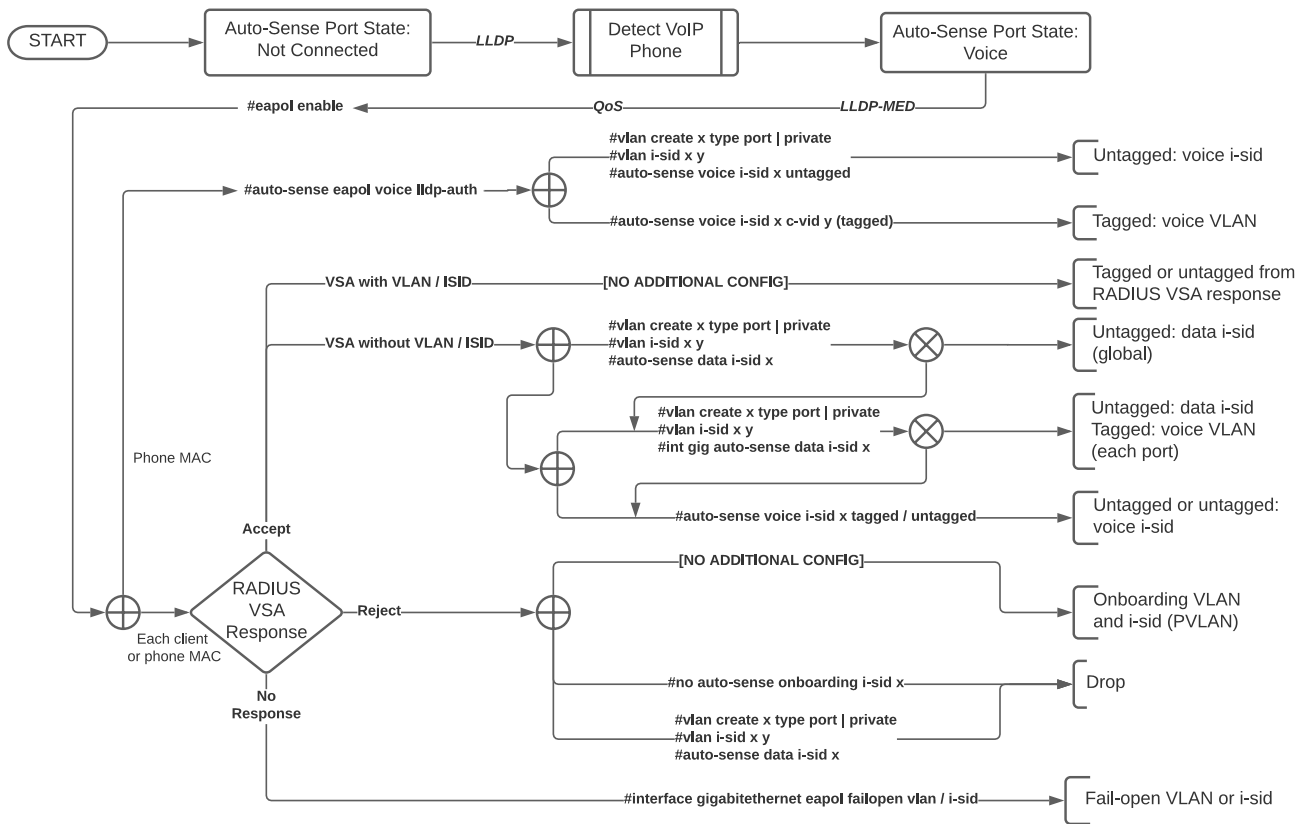 START
Auto-Sense Port State:
Not Connected
LLDP
Detect VoIP
Phone
Auto-Sense Port State:
Voice
#eapol enable
QoS
LLDP-MED
#vlan create x type port | private
#vlan i-sid x y
#auto-sense voice i-sid x untagged
Untagged: voice i-sid
#auto-sense eapol voice lldp-auth
#auto-sense voice i-sid x c-vid y (tagged)
Tagged: voice VLAN
VSA with VLAN / ISID
[NO ADDITIONAL CONFIG]
Tagged or untagged from
RADIUS VSA response
VSA without VLAN / ISID
#vlan create x type port | private
#vlan i-sid x y
#auto-sense data i-sid x
Untagged: data i-sid
(global)
#vlan create x type port | private
#vlan i-sid x y
#int gig auto-sense data i-sid x
Untagged: data i-sid
Tagged: voice VLAN
(each port)
Phone MAC
#auto-sense voice i-sid x tagged / untagged
Untagged or untagged:
voice i-sid
Accept
RADIUS
VSA
Response
Each client
or phone MAC
Reject
[NO ADDITIONAL CONFIG]
Onboarding VLAN
and i-sid (PVLAN)
#no auto-sense onboarding i-sid x
Drop
No
Response
#vlan create x type port | private
#vlan i-sid x y
#auto-sense data i-sid x
#interface gigabitethernet eapol failopen vlan / i-sid
Fail-open VLAN or i-sid